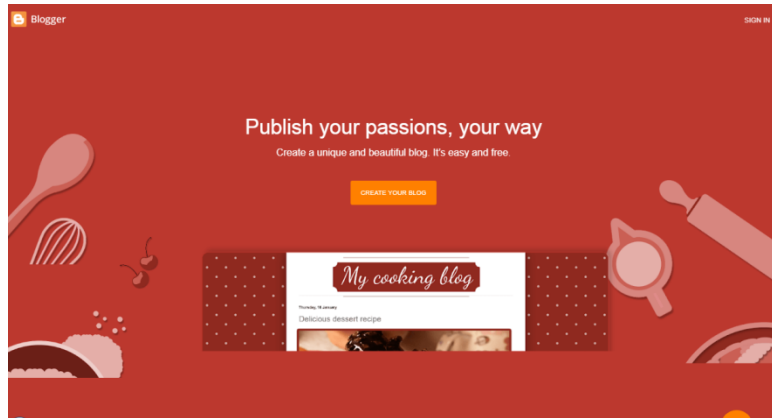 Blogger
SIGN IN
Publish your passions, your way
Create a unique and beautiful blog. It's easy and free.
CREATE YOUR BLOG
My cooking blog
Thursday, 16 January
Delicious dessert recipe